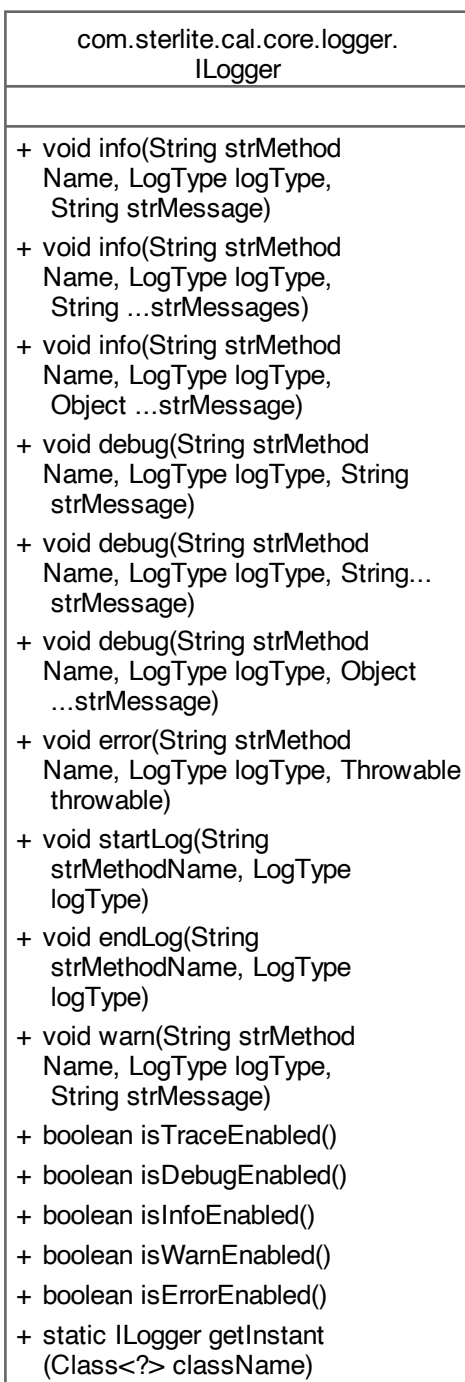 com.sterlite.cal.core.logger.
ILogger
+ void info(String strMethod
Name, LogType logType,
String strMessage)
+ void info(String strMethod
Name, LogType logType,
String ...strMessages)
+ void info(String strMethod
Name, LogType logType,
Object ...strMessage)
+ void debug(String strMethod
Name, LogType logType, String
strMessage)
+ void debug(String strMethod
Name, LogType logType, String...
strMessage)
+ void debug(String strMethod
Name, LogType logType, Object
...strMessage)
+ void error(String strMethod
Name, LogType logType, Throwable
throwable)
+ void startLog(String
strMethodName, LogType
logType)
+ void endLog(String
strMethodName, LogType
logType)
+ void warn(String strMethod
Name, LogType logType,
String strMessage)
+ boolean isTraceEnabled()
+ boolean isDebugEnabled()
+ boolean isInfoEnabled()
+ boolean isWarnEnabled()
+ boolean isErrorEnabled()
+ static ILogger getInstant
(Class<?> className)